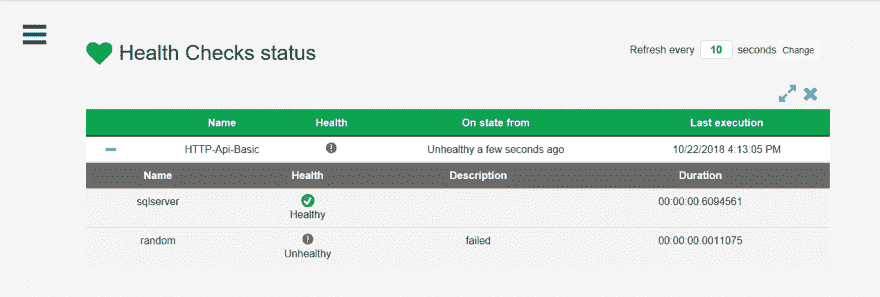 Health Checks status
Refresh every 10 seconds Change
Name Health On state from Last execution
HTTP-Api-Basic Unhealthy a few seconds ago 10/22/2018 4:13:05 PM
Name Health Description Duration
sqlserver Healthy 00:00:00.6094561
random Unhealthy failed 00:00:00.0011075